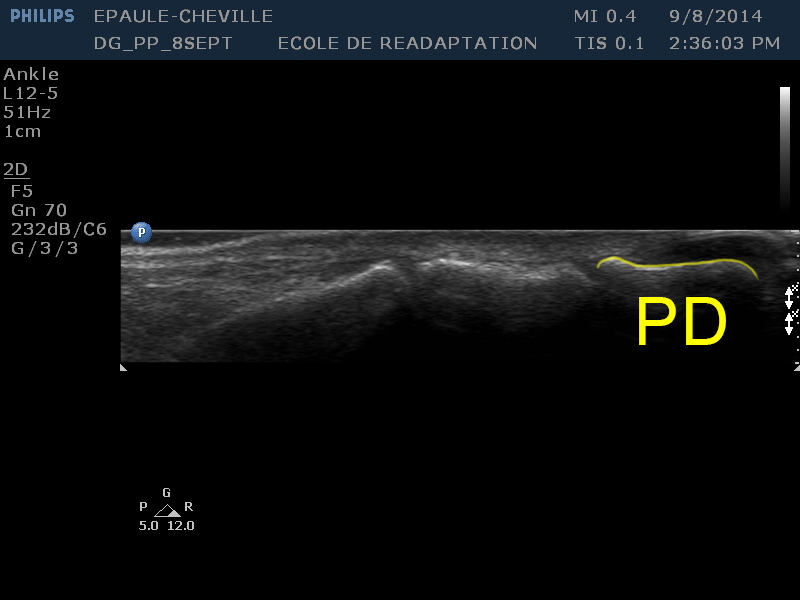 PHILIPS EPAULE-CHEVILLE MI 0.4 9/8/2014
DG_PP_8SEPT ECOLE DE READAPTATION TIS 0.1 2:36:03 PM
Ankle
L12-5
51Hz
1cm
2D
F5
Gn 70
232dB/C6
G/3/3
P
PD
G
P R
5.0 12.0